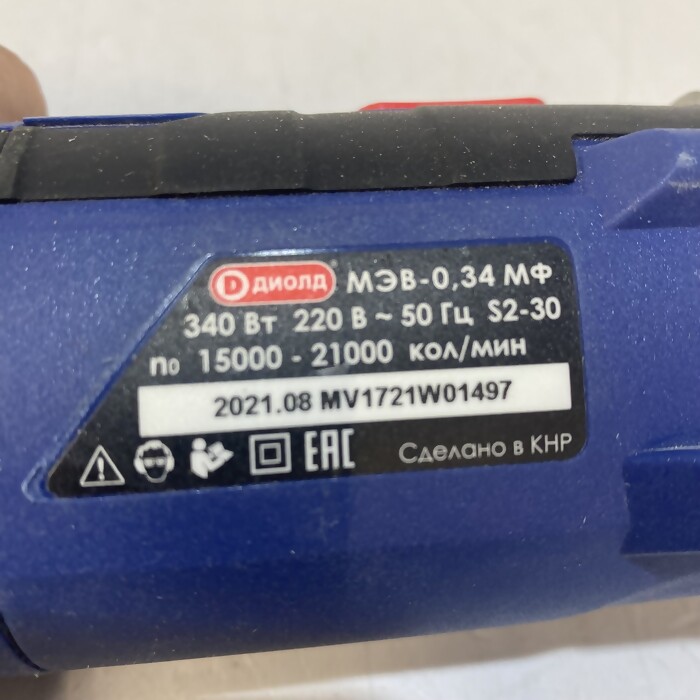 D ДИОЛД МЭВ-0,34 МФ
340 Вт 220 В ~ 50 Гц S2-30
n₀ 15000 - 21000 кол/мин
2021.08 MV1721W01497
EAC Сделано в КНР